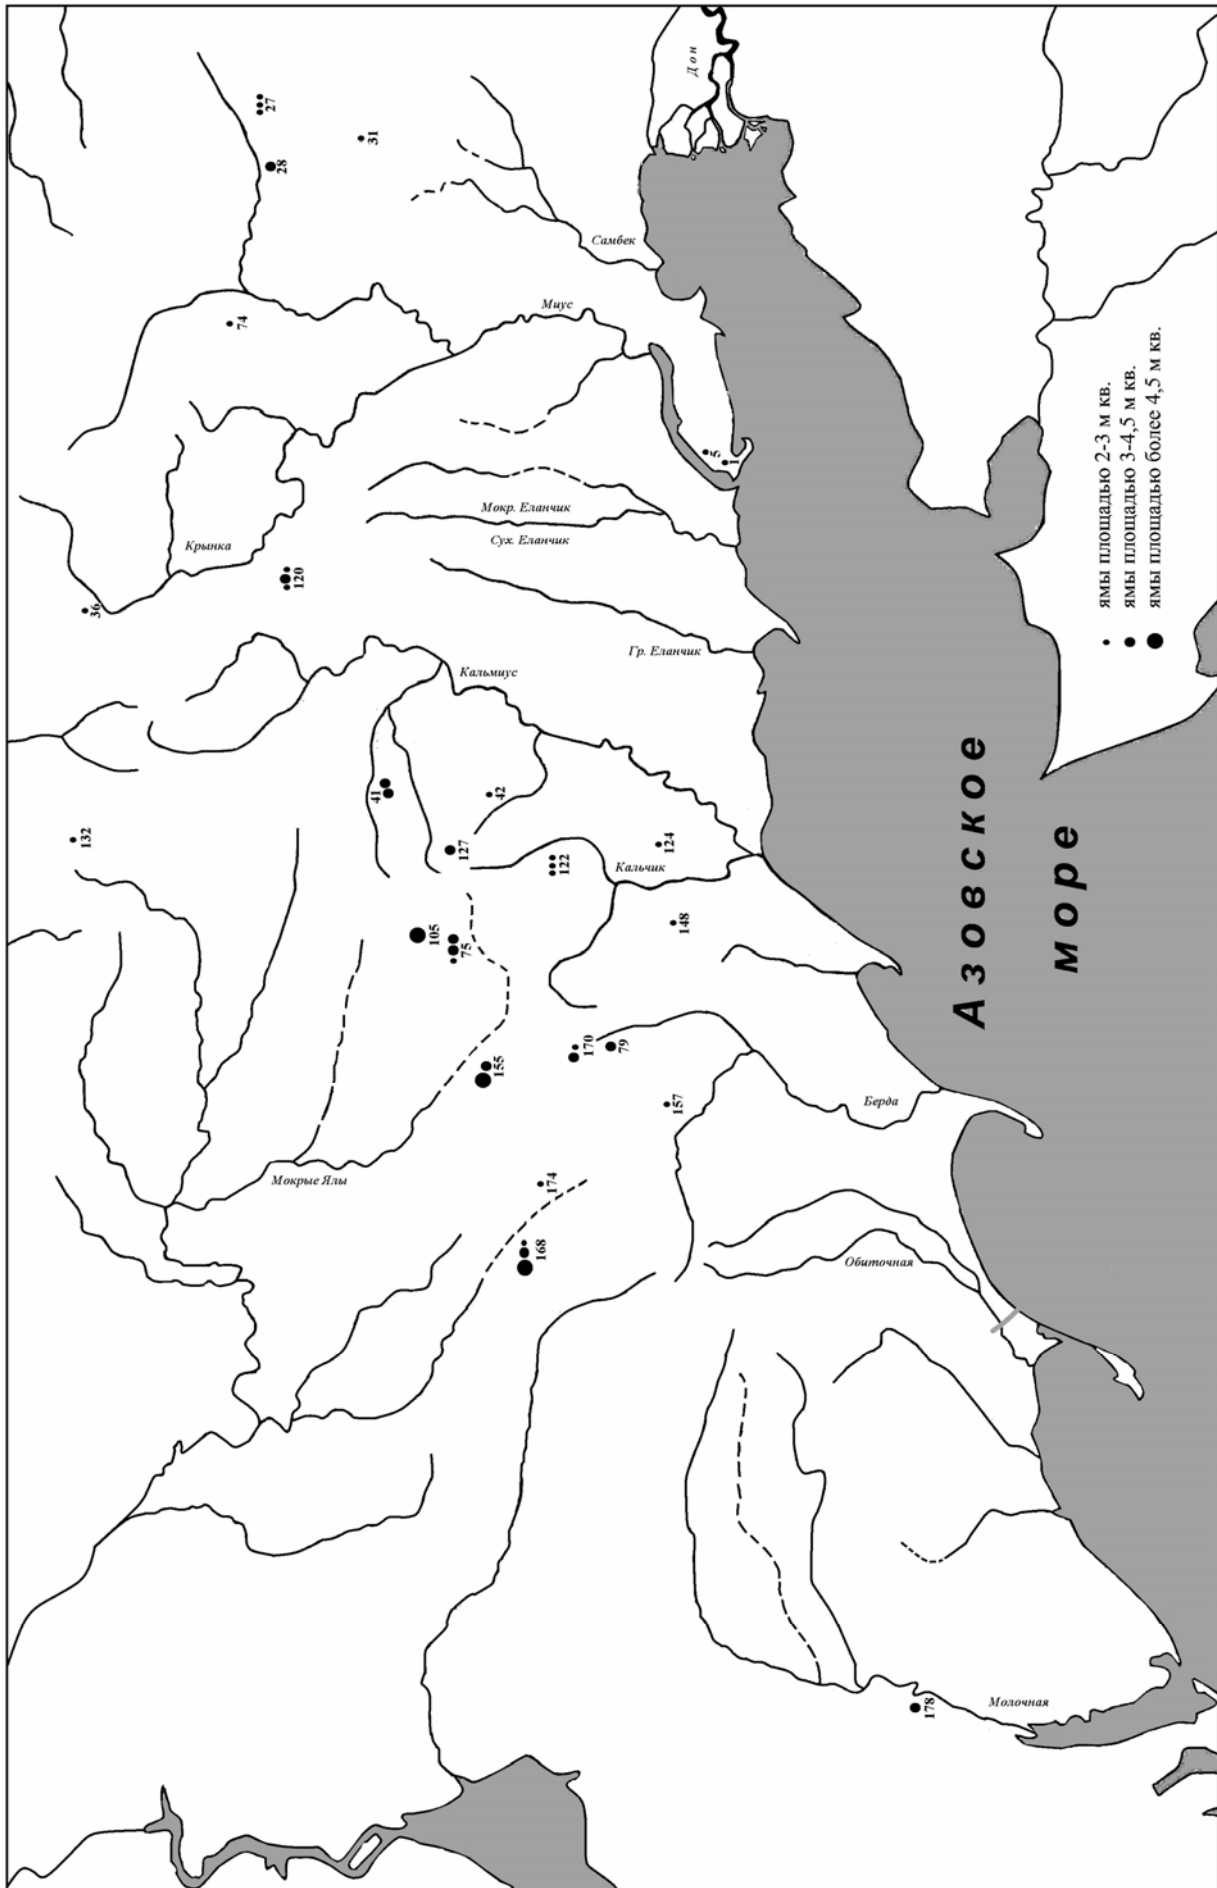 Дон
27
28
31
Самбек
74
Миус
5
1
Мокр. Еланчик
Сух. Еланчик
Крынка
120
36
Гр. Еланчик
Кальмиус
41
42
132
127
122
124
Кальчик
105
75
148
155
170
79
157
Берда
174
168
Мокрые Ялы
Обиточная
178
Молочная
Азовское
море
ямы площадью 2-3 м кв.
ямы площадью 3-4,5 м кв.
ямы площадью более 4,5 м кв.